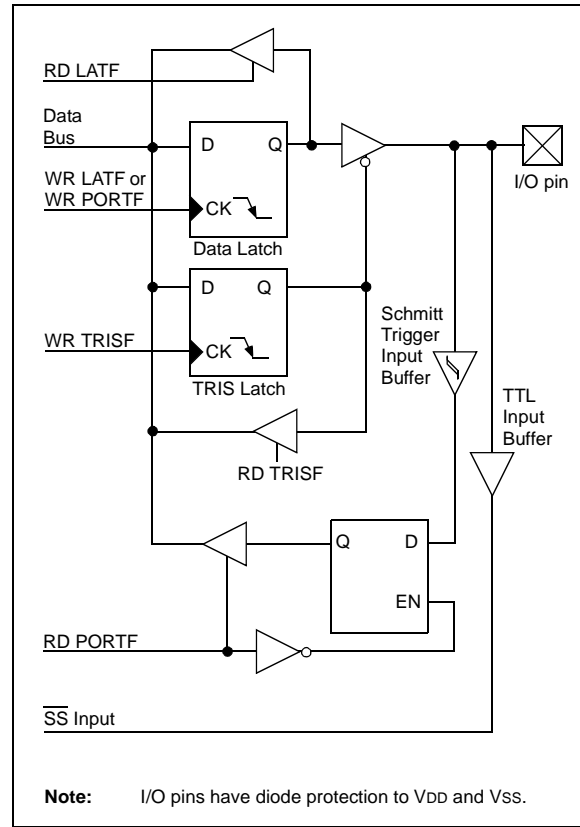 RD LATF
Data
Bus
D
Q
I/O pin
WR LATF or
WR PORTF
CK
Data Latch
D
Q
WR TRISF
CK
TRIS Latch
Schmitt
Trigger
Input
Buffer
TTL
Input
Buffer
RD TRISF
Q
D
EN
RD PORTF
SS Input
Note: I/O pins have diode protection to VDD and VSS.